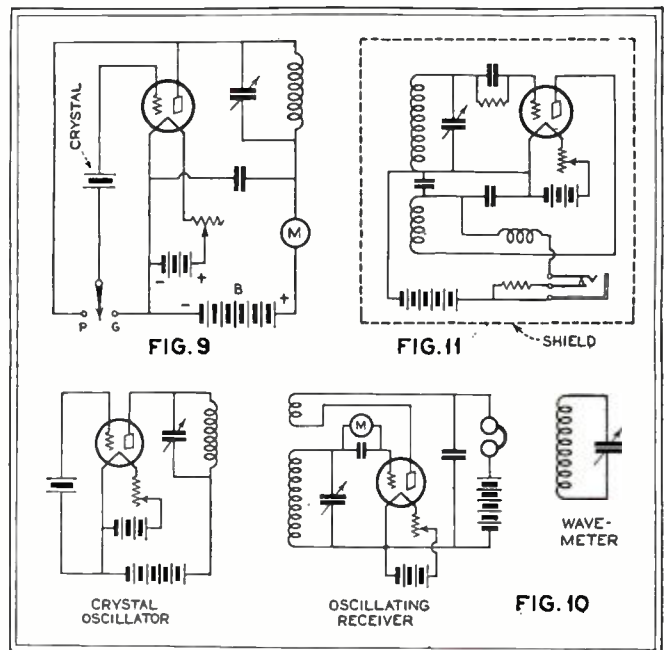 CRYSTAL
M
- +
- B +
P G
FIG. 9
FIG. 11
SHIELD
M
WAVE-
METER
CRYSTAL
OSCILLATOR
OSCILLATING
RECEIVER
FIG. 10